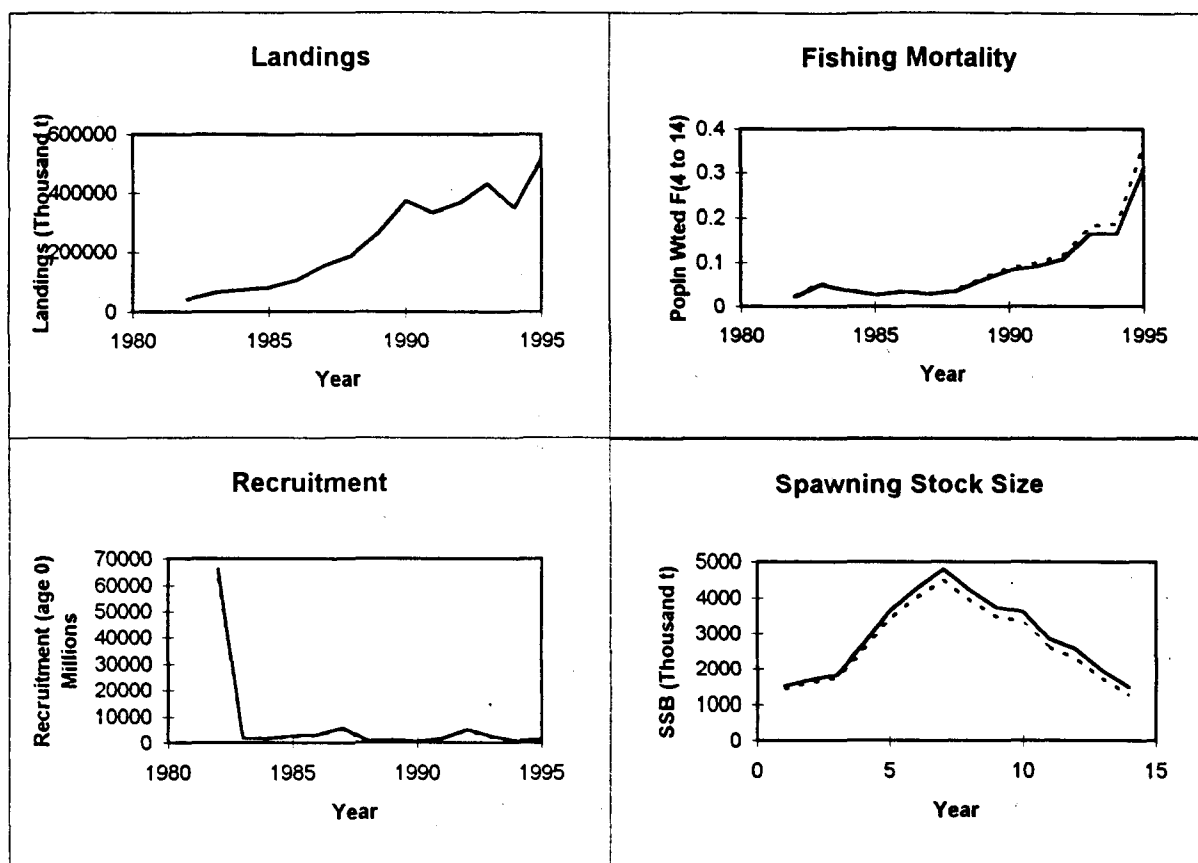 Landings
Landings (Thousand t)
600000
400000
200000
0
1980 1985 1990 1995
Year
Fishing Mortality
Popln Wted F(4 to 14)
0.4
0.3
0.2
0.1
0
1980 1985 1990 1995
Year
Recruitment
Recruitment (age 0)
Millions
70000
60000
50000
40000
30000
20000
10000
0
1980 1985 1990 1995
Year
Spawning Stock Size
SSB (Thousand t)
5000
4000
3000
2000
1000
0
0 5 10 15
Year